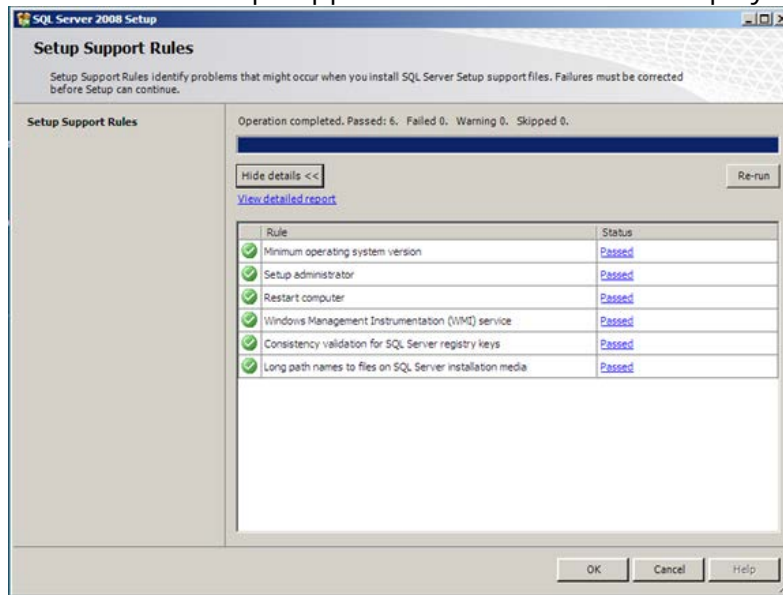 SQL Server 2008 Setup
Setup Support Rules
Setup Support Rules identify problems that might occur when you install SQL Server Setup support files. Failures must be corrected
before Setup can continue.
Setup Support Rules
Operation completed. Passed: 6. Failed 0. Warning 0. Skipped 0.
Hide details <<
Re-run
View detailed report
Rule Status
Minimum operating system version Passed
Setup administrator Passed
Restart computer Passed
Windows Management Instrumentation (WMI) service Passed
Consistency validation for SQL Server registry keys Passed
Long path names to files on SQL Server installation media Passed
OK Cancel Help